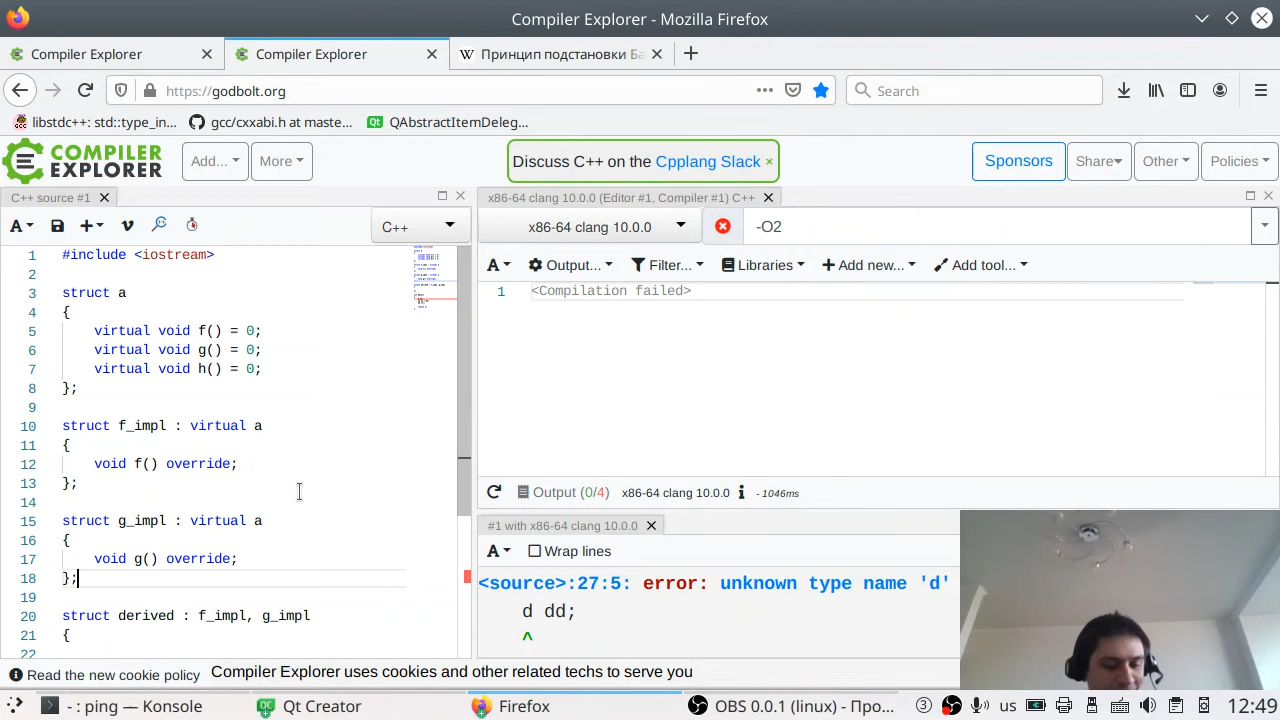 Compiler Explorer - Mozilla Firefox
Compiler Explorer
Compiler Explorer
W Принцип подстановки Ба
https://godbolt.org
Search
libstdc++: std::type_in...
gcc/cxxabi.h at maste...
Qt QAbstractItemDeleg...
COMPILER
EXPLORER
Add...
More
Discuss C++ on the Cpplang Slack ×
Sponsors
Share
Other
Policies
C++ source #1
x86-64 clang 10.0.0 (Editor #1, Compiler #1) C++
A
C++
x86-64 clang 10.0.0
-O2
A
Output...
Filter...
Libraries
Add new...
Add tool...
1 #include <iostream>
2
3 struct a
4 {
5 virtual void f() = 0;
6 virtual void g() = 0;
7 virtual void h() = 0;
8 };
9
10 struct f_impl : virtual a
11 {
12 void f() override;
13 };
14
15 struct g_impl : virtual a
16 {
17 void g() override;
18 };
19
20 struct derived : f_impl, g_impl
21 {
22
1 <Compilation failed>
Output (0/4) x86-64 clang 10.0.0 - 1046ms
#1 with x86-64 clang 10.0.0
A Wrap lines
<source>:27:5: error: unknown type name 'd'
d dd;
^
Read the new cookie policy Compiler Explorer uses cookies and other related techs to serve you
- : ping — Konsole
Qt Creator
Firefox
OBS 0.0.1 (linux) - Про...
3
us
12:49